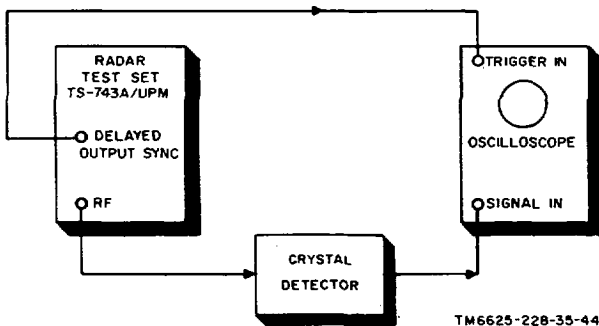 RADAR
TEST SET
TS-743A/UPM
DELAYED
OUTPUT SYNC
RF
TRIGGER IN
OSCILLOSCOPE
SIGNAL IN
CRYSTAL
DETECTOR
TM6625-228-35-44